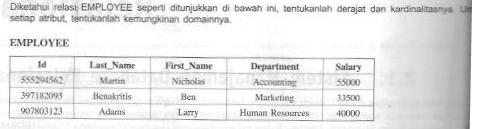 Diketahui relasi EMPLOYEE seperti ditunjukkan di bawah ini, tentukanlah derajat dan kardinalitasnya.
setiap atribut, tentukanlah kemungkinan domainnya.
EMPLOYEE
Id Last_Name First_Name Department Salary
555294562 Martin Nicholas Accounting 55000
397182093 Benakritis Ben Marketing 33500
907803123 Adams Larry Human Resources 40000